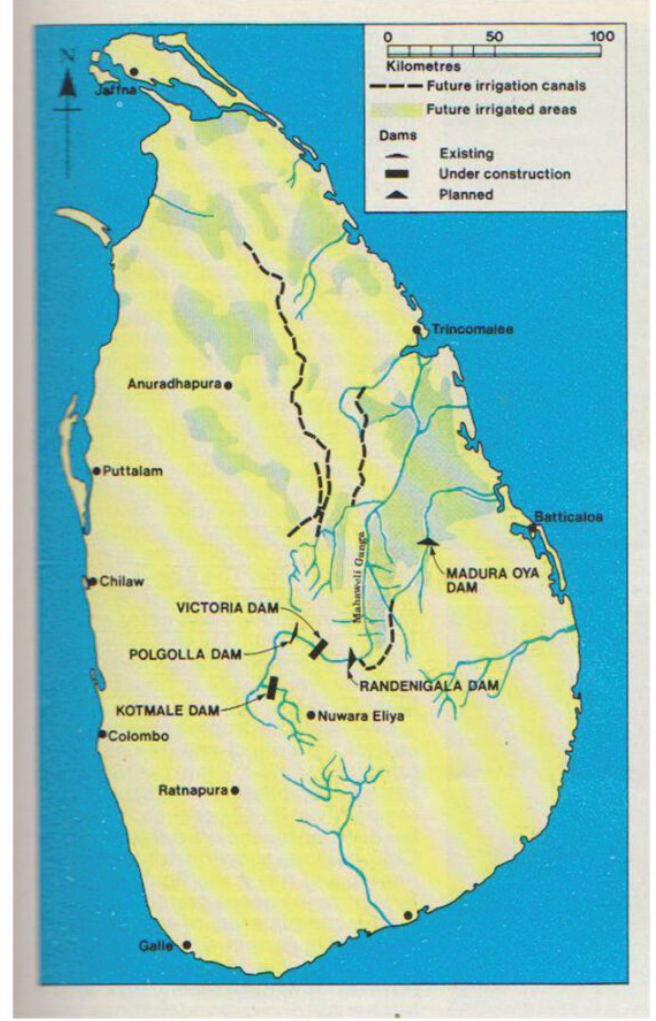 N
0 50 100
Kilometres
Future irrigation canals
Future irrigated areas
Dams
Existing
Under construction
Planned
Jaffna
Trincomalee
Anuradhapura
Puttalam
Batticaloa
Mahaweli Ganga
MADURA OYA
DAM
Chilaw
VICTORIA DAM
POLGOLLA DAM
RANDENIGALA DAM
KOTMALE DAM
Nuwara Eliya
Colombo
Ratnapura
Galle